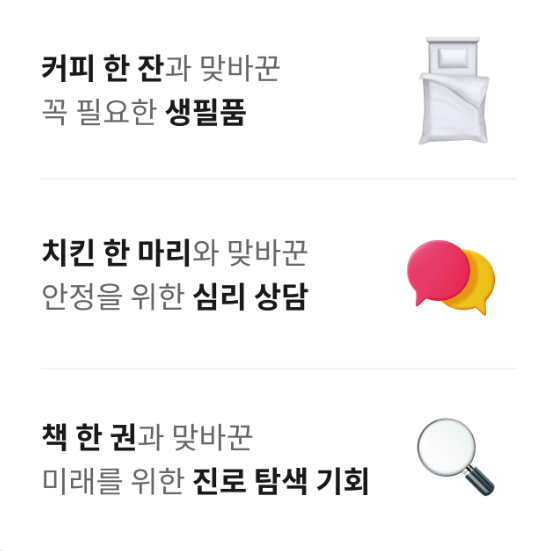 커피 한 잔과 맞바꾼
꼭 필요한 생필품
치킨 한 마리와 맞바꾼
안정을 위한 심리 상담
책 한 권과 맞바꾼
미래를 위한 진로 탐색 기회